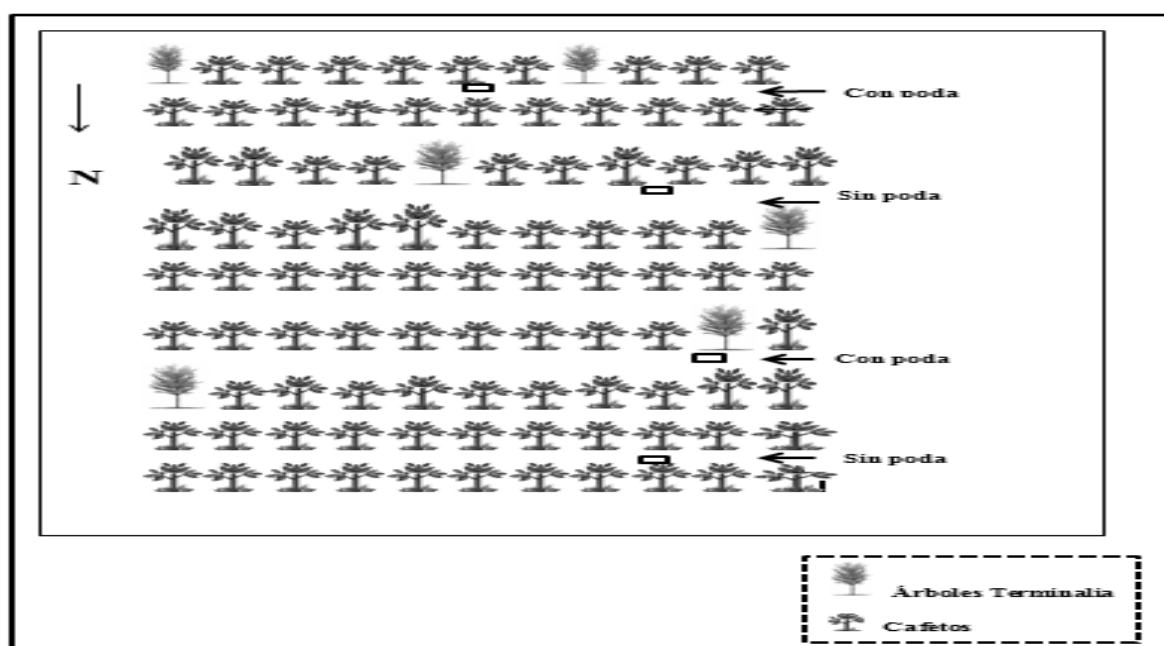 Con poda
N
Sin poda
Con poda
Sin poda
Árboles Terminalia
Cafetos